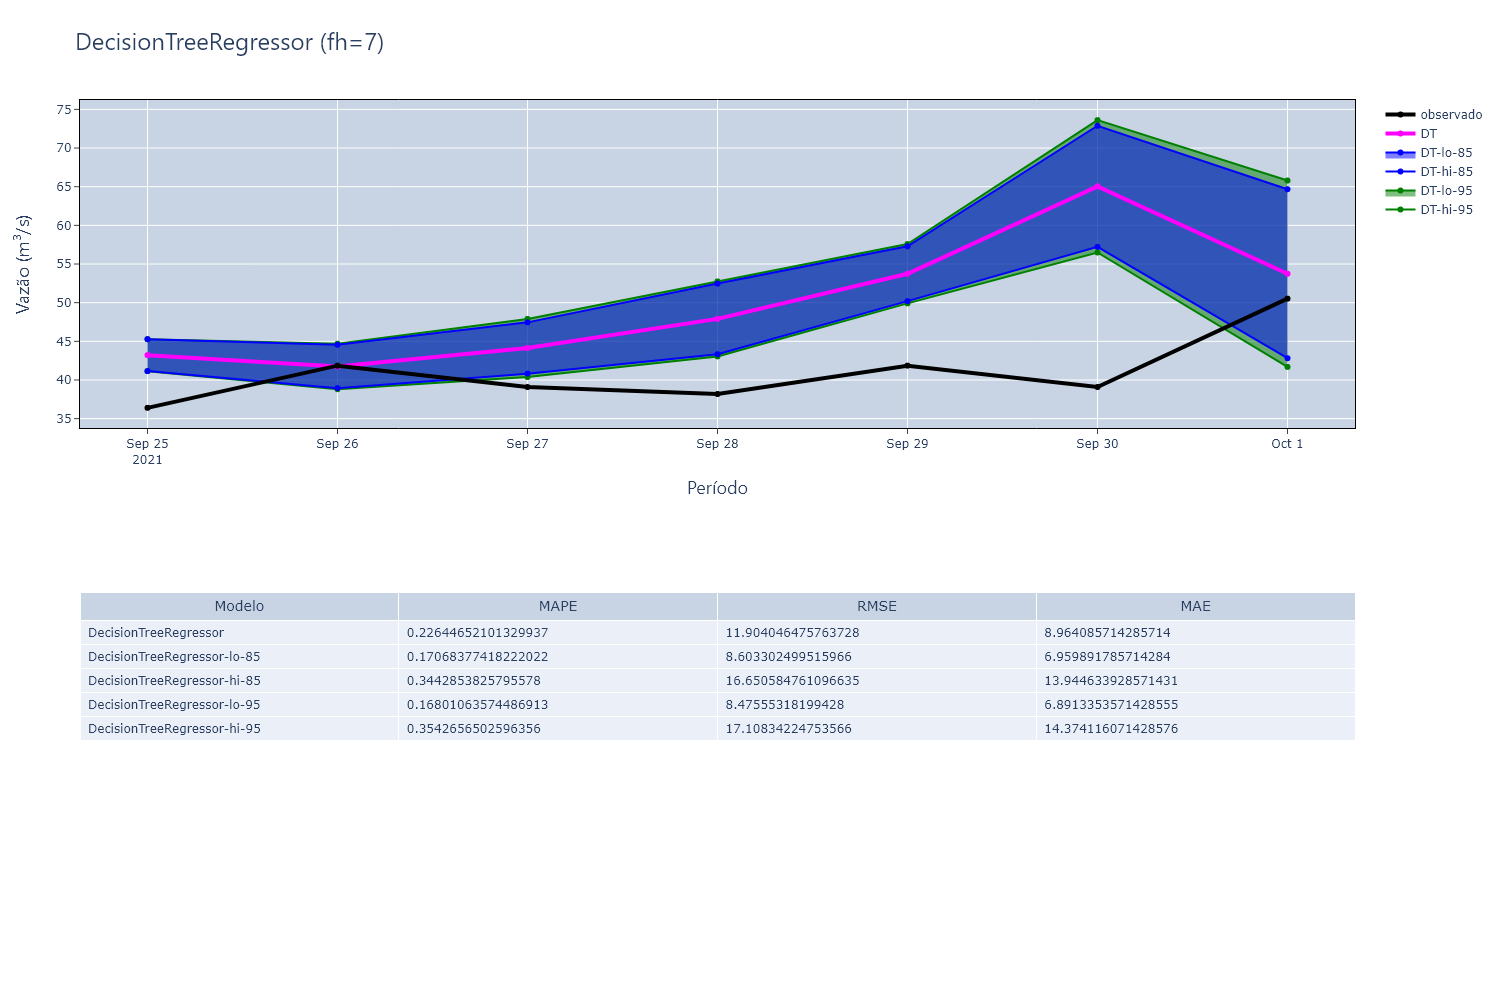 DecisionTreeRegressor (fh=7)
Vazão (m³/s)
75
70
65
60
55
50
45
40
35
Sep 25 Sep 26 Sep 27 Sep 28 Sep 29 Sep 30 Oct 1
2021
Período
observado
DT
DT-lo-85
DT-hi-85
DT-lo-95
DT-hi-95
Modelo MAPE RMSE MAE
DecisionTreeRegressor 0.22644652101329937 11.904046475763728 8.964085714285714
DecisionTreeRegressor-lo-85 0.17068377418222022 8.603302499515966 6.959891785714284
DecisionTreeRegressor-hi-85 0.3442853825795578 16.650584761096635 13.944633928571431
DecisionTreeRegressor-lo-95 0.16801063574486913 8.47555318199428 6.8913353571428555
DecisionTreeRegressor-hi-95 0.3542656502596356 17.10834224753566 14.374116071428576